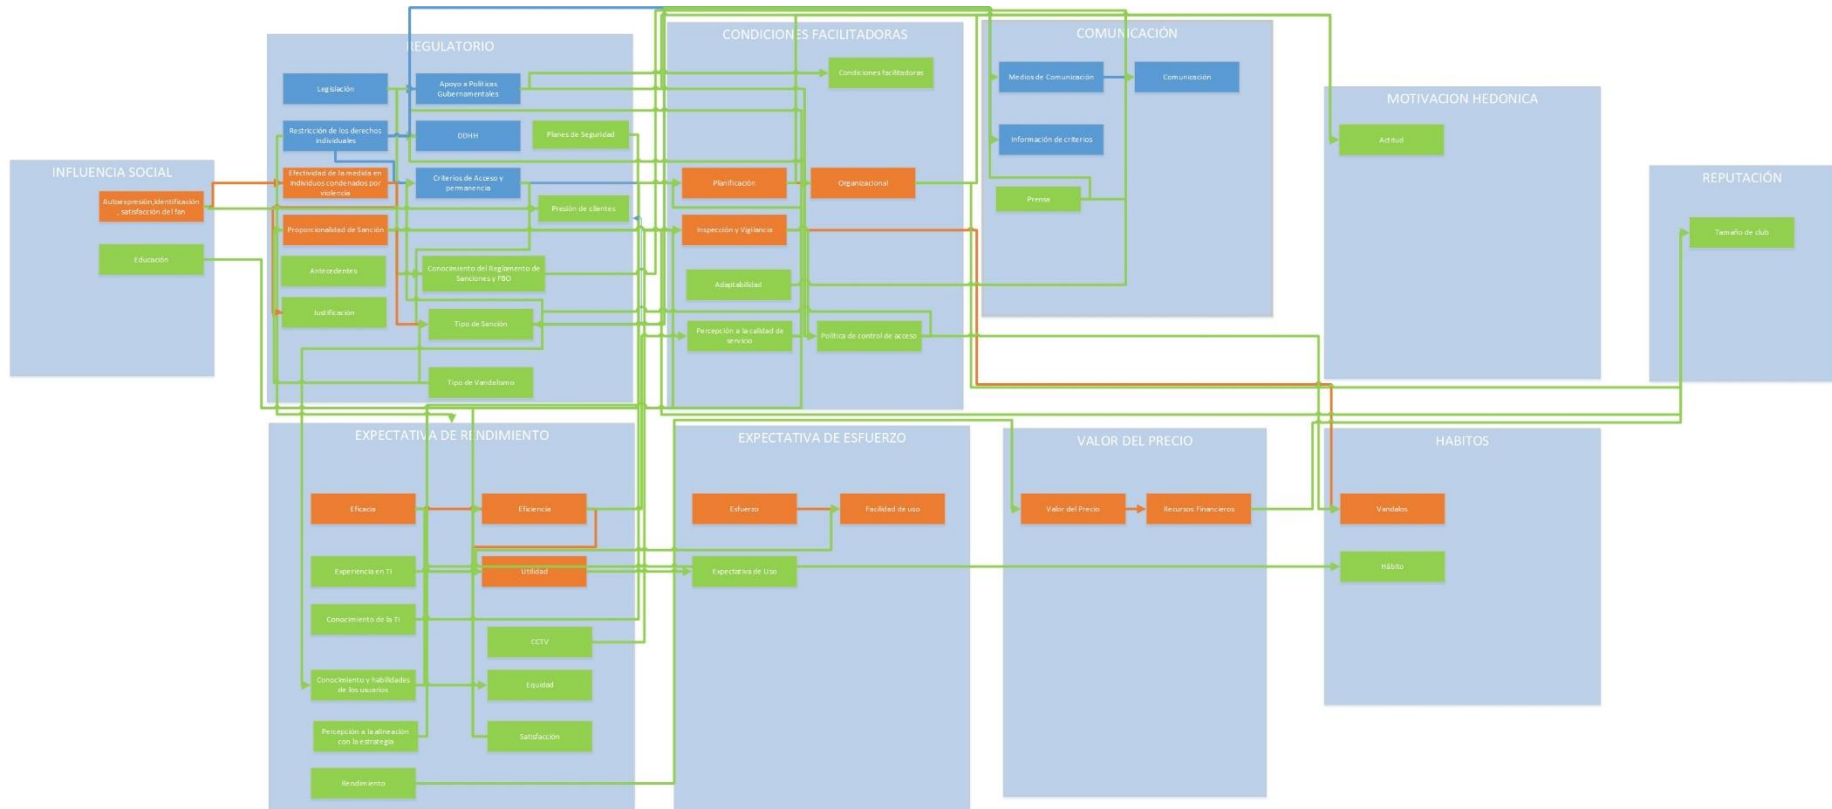 INFLUENCIA SOCIAL
Autoexpresión,Identificación
, satisfacción del fan
Educación
REGULATORIO
Legislación
Apoyo a Políticas
Gubernamentales
Restricción de los derechos
individuales
DDHH
Planes de Seguridad
Efectividad de la medida en
individuos condenados por
violencia
Criterios de Acceso y
permanencia
Presión de clientes
Proporcionalidad de Sanción
Antecedentes
Conocimiento del Reglamento de
Sanciones y FBO
Justificación
Tipo de Sanción
Tipo de Vandalismo
CONDICIONES FACILITADORAS
Condiciones facilitadoras
Planificación
Organizacional
Inspección y Vigilancia
Adaptabilidad
Percepción a la calidad de
servicio
Política de control de acceso
COMUNICACIÓN
Medios de Comunicación
Comunicación
Información de criterios
Prensa
MOTIVACION HEDONICA
Actitud
REPUTACIÓN
Tamaño de club
EXPECTATIVA DE RENDIMIENTO
Eficacia
Eficiencia
Experiencia en TI
Utilidad
Conocimiento de la TI
CCTV
Conocimiento y habilidades
de los usuarios
Equidad
Percepción a la alineación
con la estrategia
Satisfacción
Rendimiento
EXPECTATIVA DE ESFUERZO
Esfuerzo
Facilidad de uso
Expectativa de Uso
VALOR DEL PRECIO
Valor del Precio
Recursos Financieros
HABITOS
Vandalos
Hábito